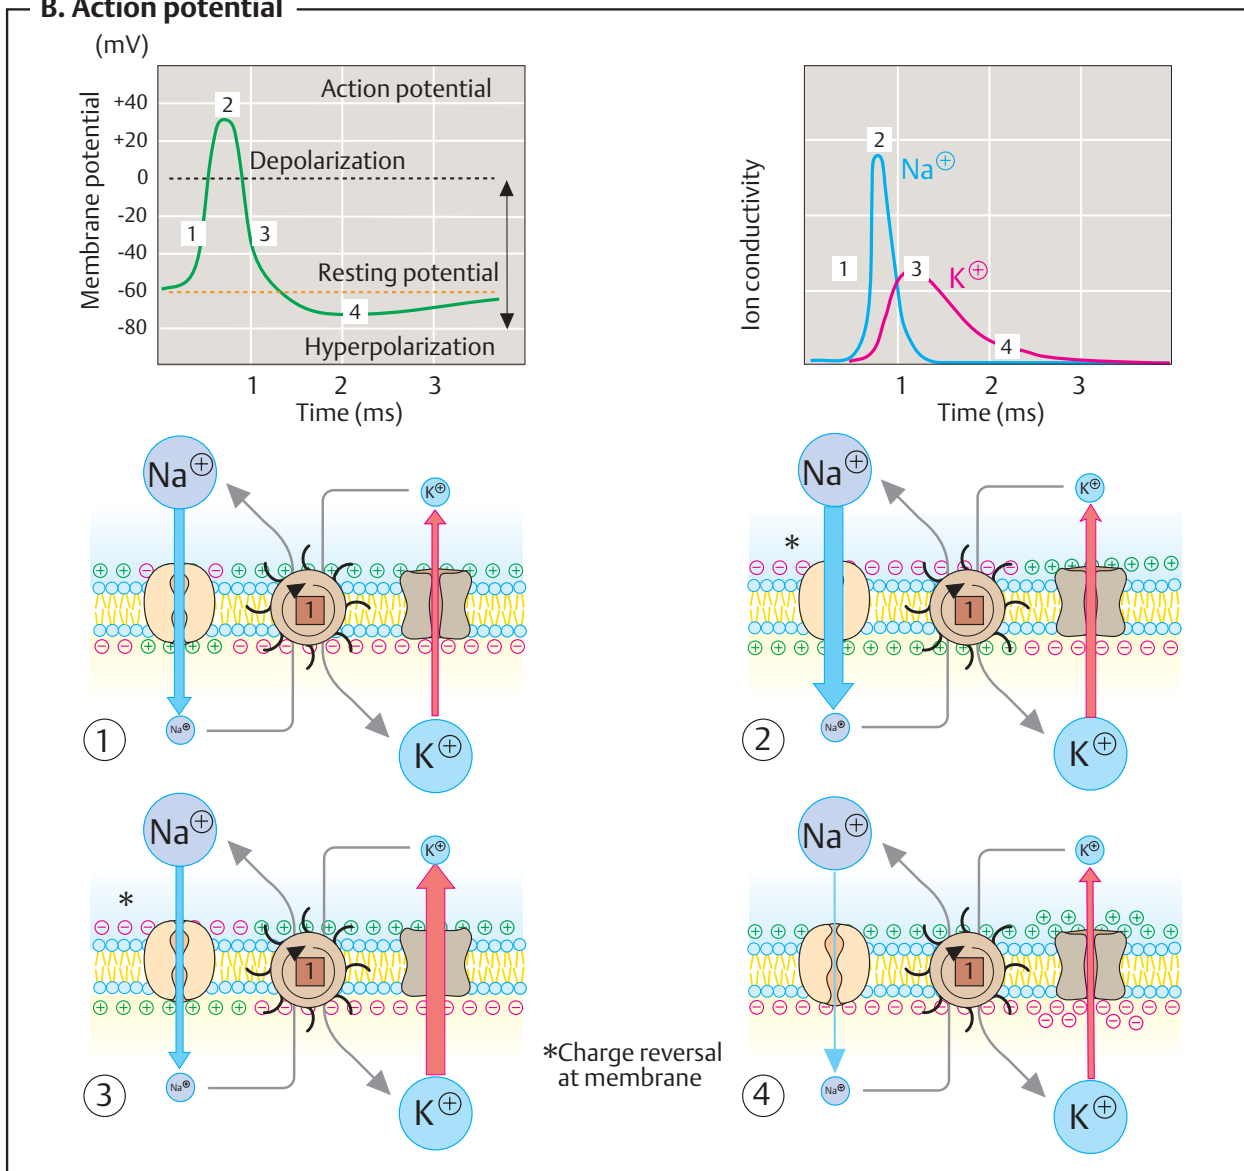 B. Action potential
(mV)
Membrane potential
+40
+20
0
-20
-40
-60
-80
Action potential
2
Depolarization
1
3
Resting potential
4
Hyperpolarization
1 2 3
Time (ms)
Ion conductivity
2
Na⊕
1
3
K⊕
4
1 2 3
Time (ms)
Na⊕
K⊕
1
Na⊕
K⊕
1
Na⊕
K⊕
*
1
Na⊕
K⊕
2
Na⊕
K⊕
*
1
Na⊕
K⊕
3
*Charge reversal
at membrane
Na⊕
K⊕
1
Na⊕
K⊕
4